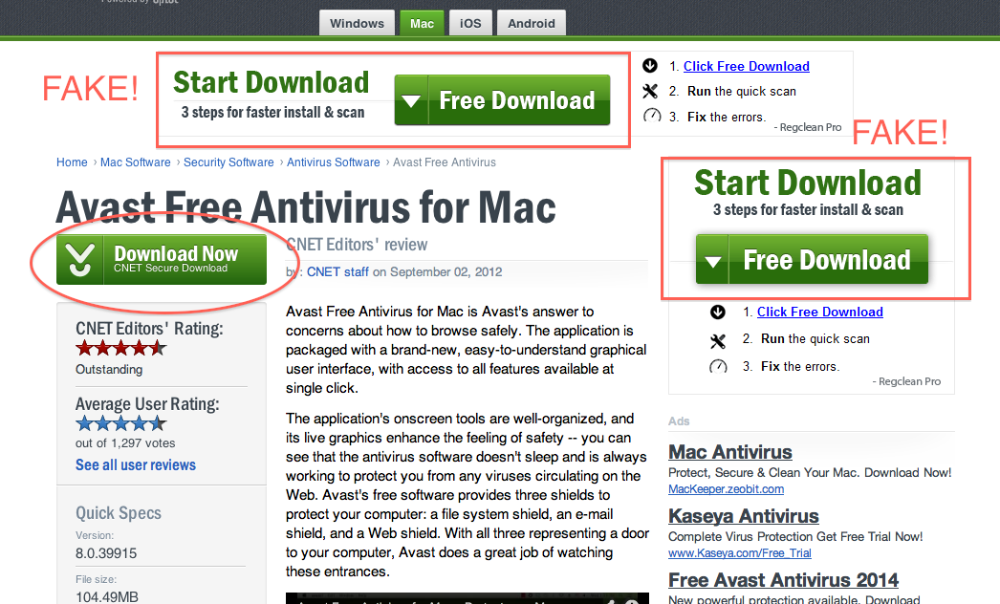 Powered by
Windows
Mac
iOS
Android
FAKE!
Start Download
3 steps for faster install & scan
Free Download
1. Click Free Download
2. Run the quick scan
3. Fix the errors.
- Regclean Pro
FAKE!
Home › Mac Software › Security Software › Antivirus Software › Avast Free Antivirus
Avast Free Antivirus for Mac
Download Now
CNET Secure Download
CNET Editors' review
by: CNET staff on September 02, 2012
CNET Editors' Rating:
Outstanding
Average User Rating:
out of 1,297 votes
See all user reviews
Quick Specs
Version:
8.0.39915
File size:
104.49MB
Avast Free Antivirus for Mac is Avast's answer to
concerns about how to browse safely. The application is
packaged with a brand-new, easy-to-understand graphical
user interface, with access to all features available at
single click.
The application's onscreen tools are well-organized, and
its live graphics enhance the feeling of safety -- you can
see that the antivirus software doesn't sleep and is always
working to protect you from any viruses circulating on the
Web. Avast's free software provides three shields to
protect your computer: a file system shield, an e-mail
shield, and a Web shield. With all three representing a door
to your computer, Avast does a great job of watching
these entrances.
Start Download
3 steps for faster install & scan
Free Download
1. Click Free Download
2. Run the quick scan
3. Fix the errors.
- Regclean Pro
Ads
Mac Antivirus
Protect, Secure & Clean Your Mac. Download Now!
MacKeeper.zeobit.com
Kaseya Antivirus
Complete Virus Protection Get Free Trial Now!
www.Kaseya.com/Free_Trial
Free Avast Antivirus 2014
New powerful protection available. Download